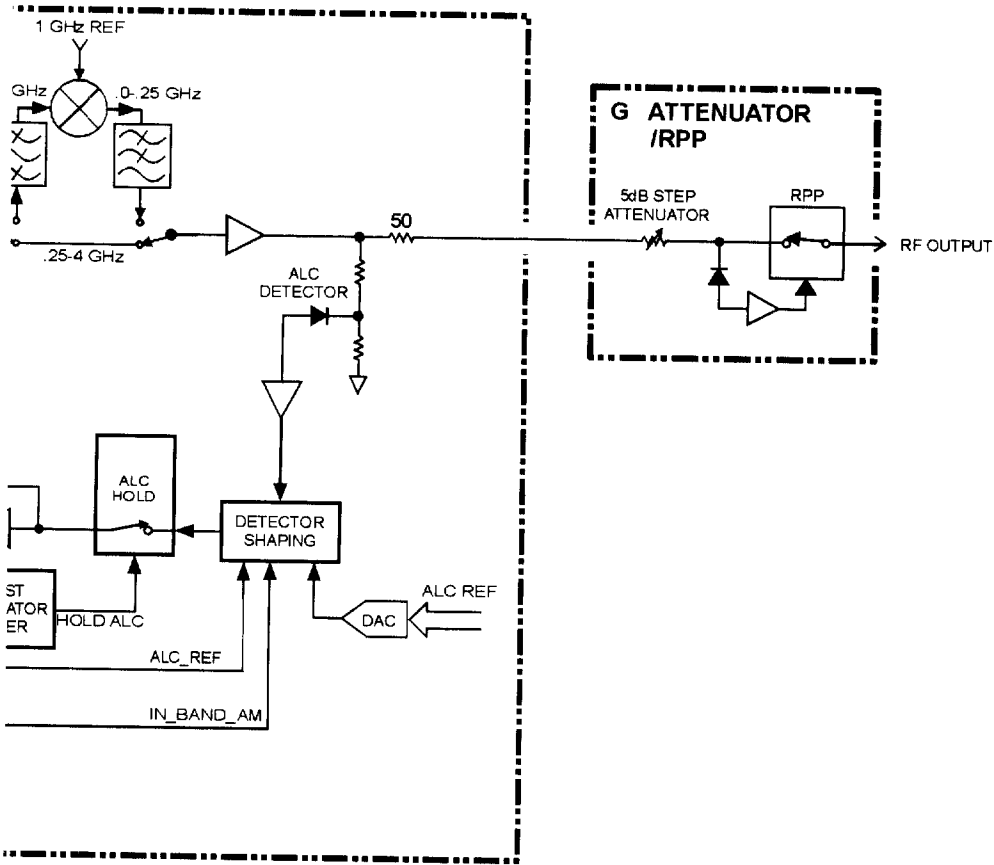 1 GHz REF
GHz
.0-.25 GHz
G ATTENUATOR
/RPP
5dB STEP
ATTENUATOR
RPP
50
RF OUTPUT
.25-4 GHz
ALC
DETECTOR
ALC
HOLD
DETECTOR
SHAPING
ST
ATOR
ER
HOLD ALC
ALC REF
DAC
ALC_REF
IN_BAND_AM